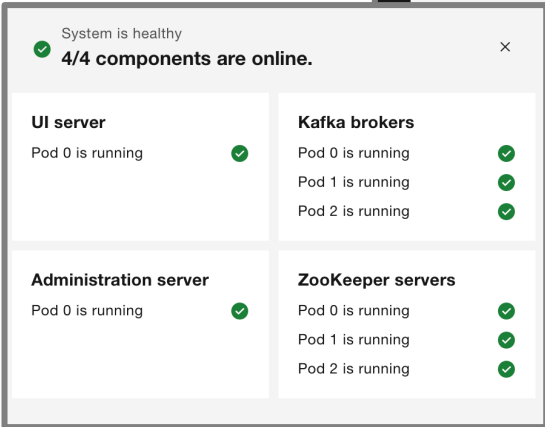 System is healthy
4/4 components are online.
UI server
Pod 0 is running
Kafka brokers
Pod 0 is running
Pod 1 is running
Pod 2 is running
Administration server
Pod 0 is running
ZooKeeper servers
Pod 0 is running
Pod 1 is running
Pod 2 is running